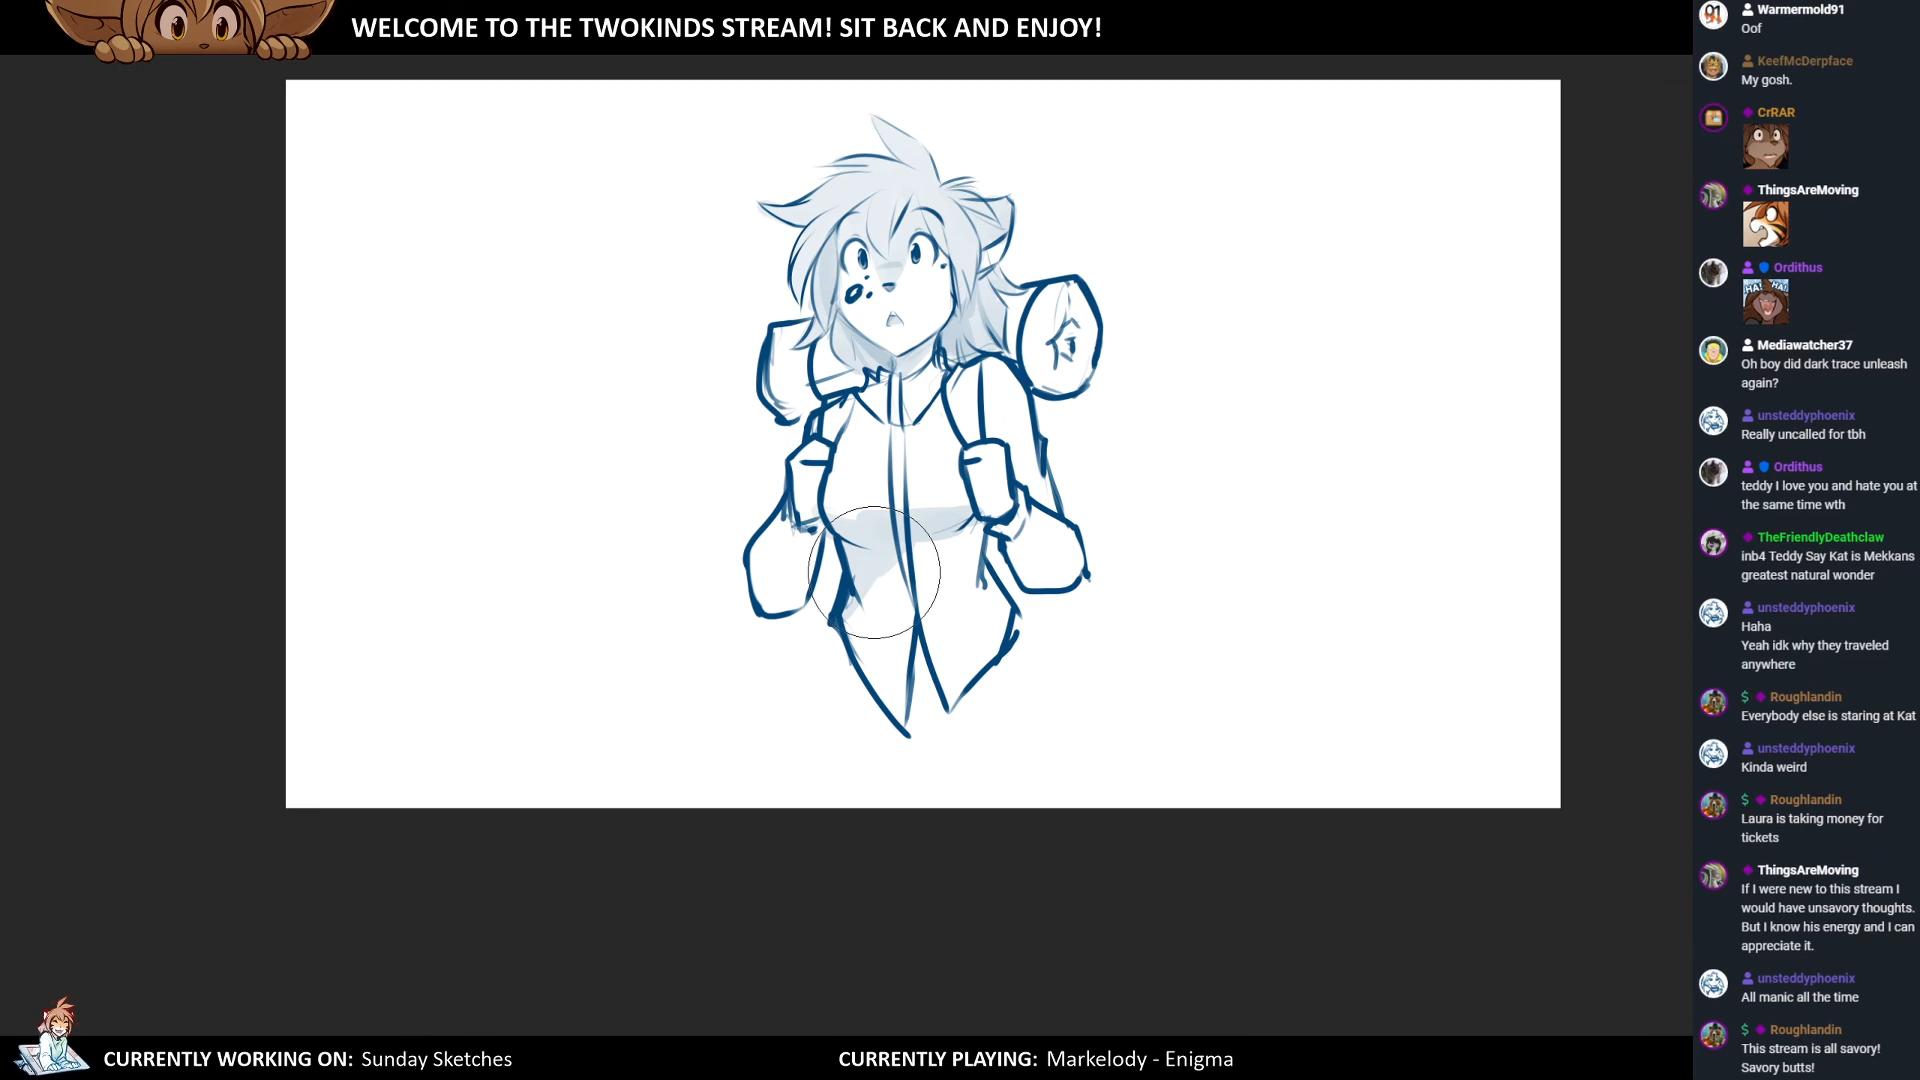 WELCOME TO THE TWOKINDS STREAM! SIT BACK AND ENJOY!
Warmermold91
Oof
KeefMcDerpface
My gosh.
CrRAR
ThingsAreMoving
Ordithus
HA! HA!
Mediawatcher37
Oh boy did dark trace unleash
again?
unsteddyphoenix
Really uncalled for tbh
Ordithus
teddy I love you and hate you at
the same time wth
TheFriendlyDeathclaw
inb4 Teddy Say Kat is Mekkans
greatest natural wonder
unsteddyphoenix
Haha
Yeah idk why they traveled
anywhere
$ Roughlandin
Everybody else is staring at Kat
unsteddyphoenix
Kinda weird
$ Roughlandin
Laura is taking money for
tickets
ThingsAreMoving
If I were new to this stream I
would have unsavory thoughts.
But I know his energy and I can
appreciate it.
unsteddyphoenix
All manic all the time
$ Roughlandin
This stream is all savory!
Savory butts!
CURRENTLY WORKING ON: Sunday Sketches
CURRENTLY PLAYING: Markelody - Enigma